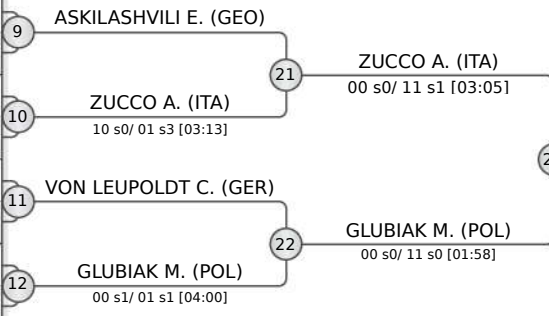 9
ASKILASHVILI E. (GEO)
21
ZUCCO A. (ITA)
00 s0/ 11 s1 [03:05]
10
ZUCCO A. (ITA)
10 s0/ 01 s3 [03:13]
11
VON LEUPOLDT C. (GER)
22
GLUBIAK M. (POL)
00 s0/ 11 s0 [01:58]
12
GLUBIAK M. (POL)
00 s1/ 01 s1 [04:00]